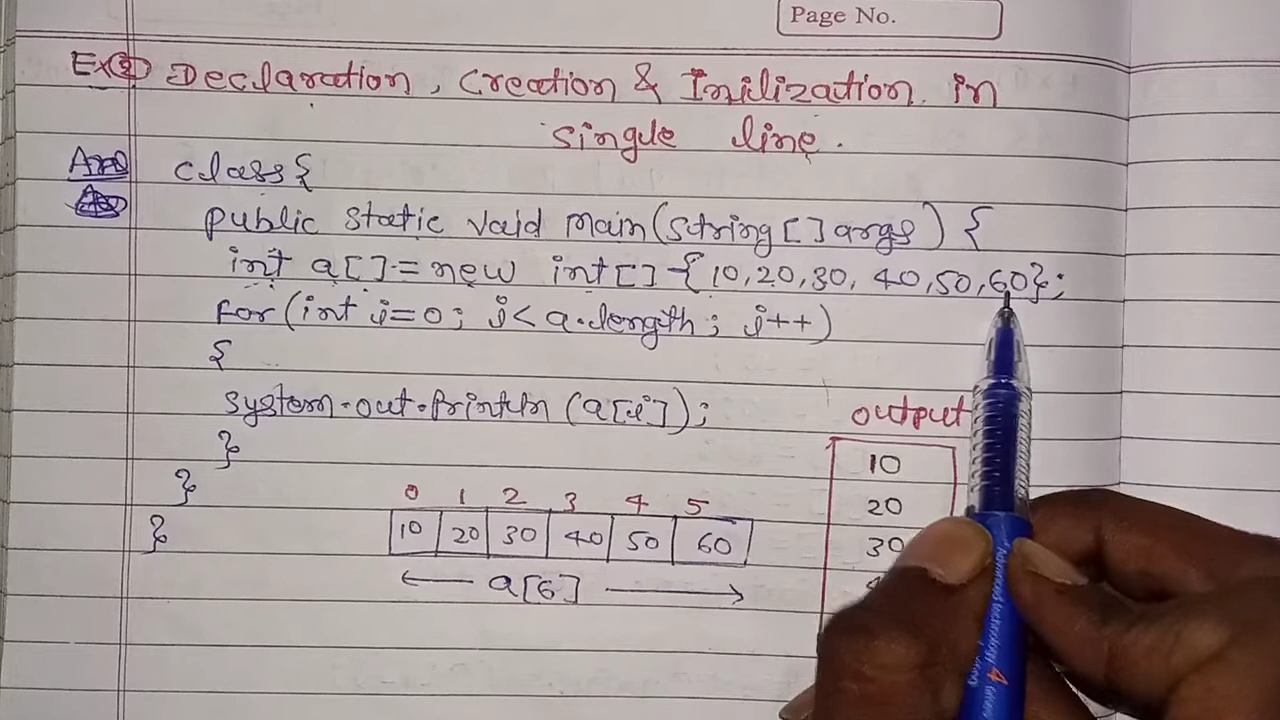 Page No.
Ex② Declaration, Creation & Inilization. in
single line.
Ans class{
public static void main(string[]args){
int a[]=new int[]{10,20,30, 40,50,60};
for(int i=0; i<a.length; i++)
{
system.out.println(a[i]);
}
}
}
output
10
20
30
0 1 2 3 4 5
10 20 30 40 50 60
a[6]